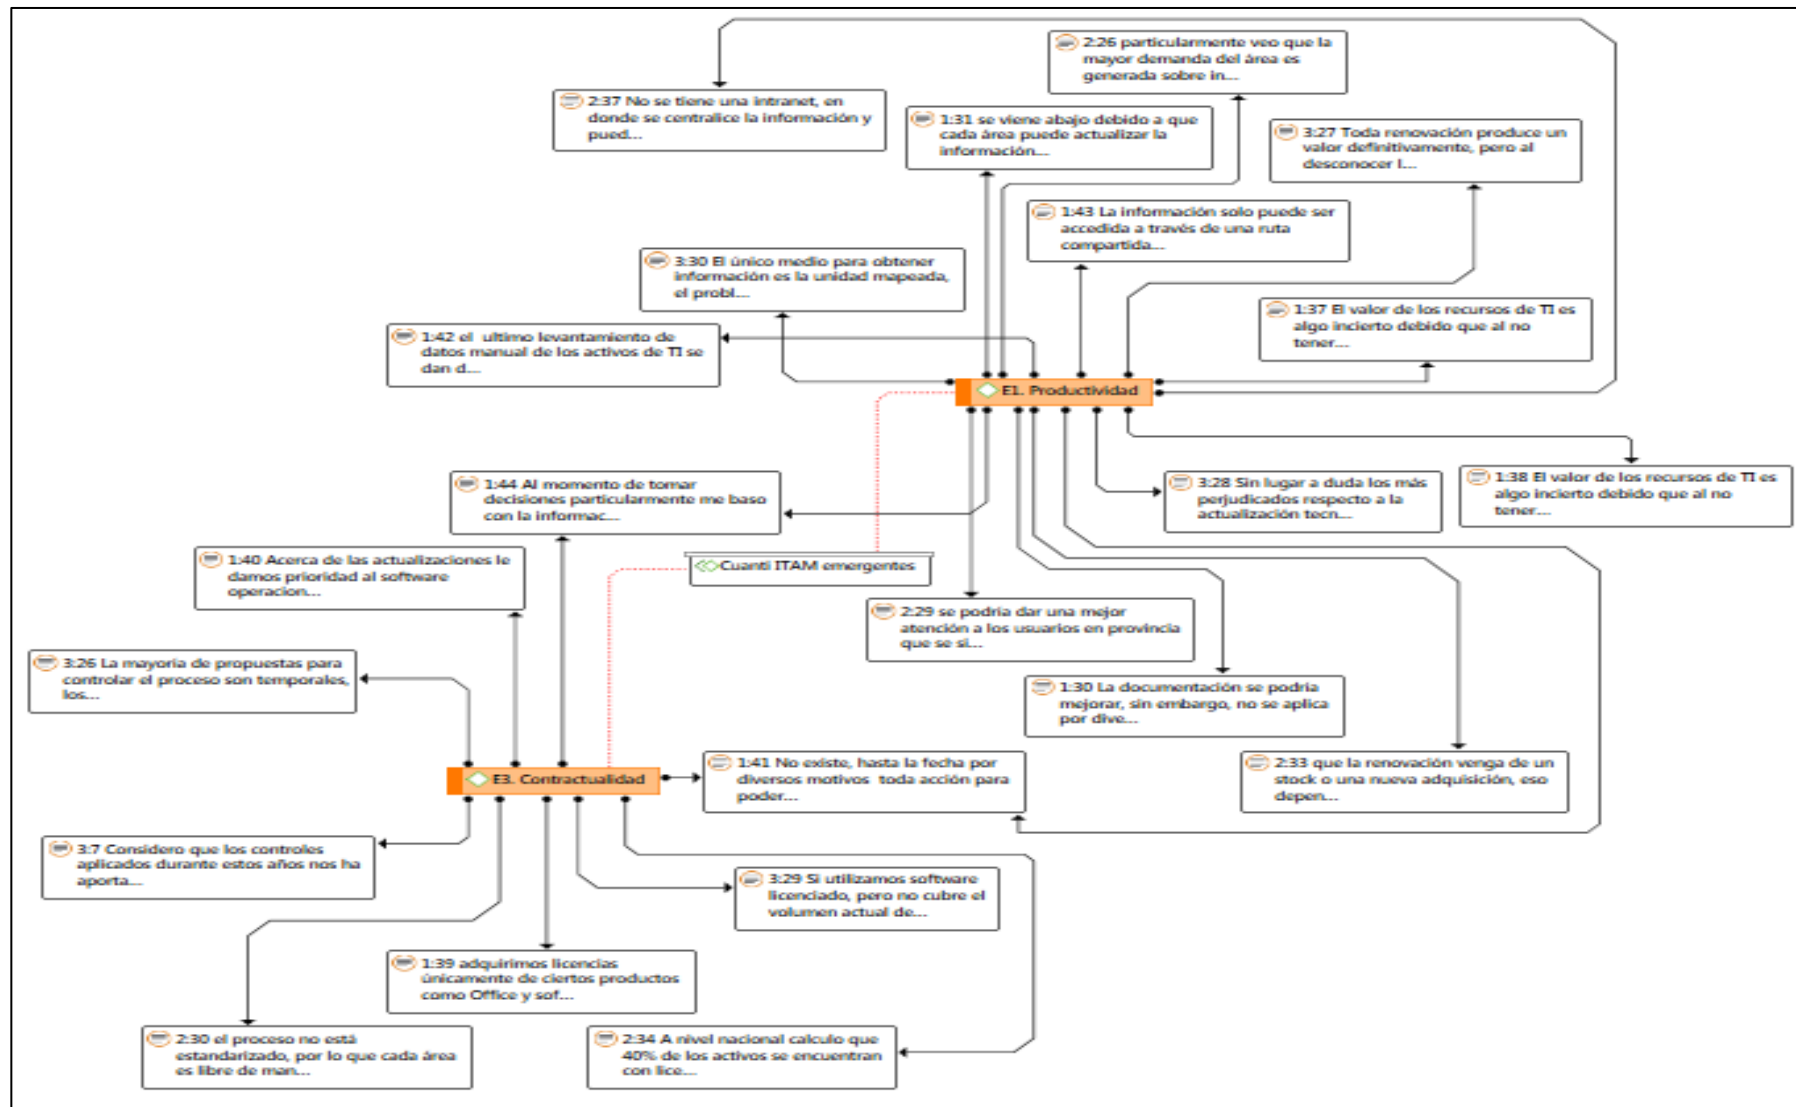 2:26 particularmente veo que la
mayor demanda del área es
generada sobre in...
2:37 No se tiene una intranet, en
donde se centralice la información y
pued...
1:31 se viene abajo debido a que
cada área puede actualizar la
información...
3:27 Toda renovación produce un
valor definitivamente, pero al
desconocer l...
1:43 La información solo puede ser
accedida a través de una ruta
compartida...
3:30 El único medio para obtener
información es la unidad mapeada,
el probl...
1:37 El valor de los recursos de TI es
algo incierto debido que al no
tener...
1:42 el ultimo levantamiento de
datos manual de los activos de TI se
dan d...
E1. Productividad
1:44 Al momento de tomar
decisiones particularmente me baso
con la informac...
3:28 Sin lugar a duda los más
perjudicados respecto a la
actualización tecn...
1:38 El valor de los recursos de TI es
algo incierto debido que al no
tener...
1:40 Acerca de las actualizaciones le
damos prioridad al software
operacion...
Cuanti ITAM emergentes
2:29 se podría dar una mejor
atención a los usuarios en provincia
que se si...
3:26 La mayoría de propuestas para
controlar el proceso son temporales,
los...
1:30 La documentación se podría
mejorar, sin embargo, no se aplica
por dive...
E3. Contractualidad
1:41 No existe, hasta la fecha por
diversos motivos toda acción para
poder...
2:33 que la renovación venga de un
stock o una nueva adquisición, eso
depen...
3:7 Considero que los controles
aplicados durante estos años nos ha
aporta...
3:29 Si utilizamos software
licenciado, pero no cubre el
volumen actual de...
1:39 adquirimos licencias
únicamente de ciertos productos
como Office y sof...
2:30 el proceso no está
estandarizado, por lo que cada área
es libre de man...
2:34 A nivel nacional calculo que
40% de los activos se encuentran
con lice...